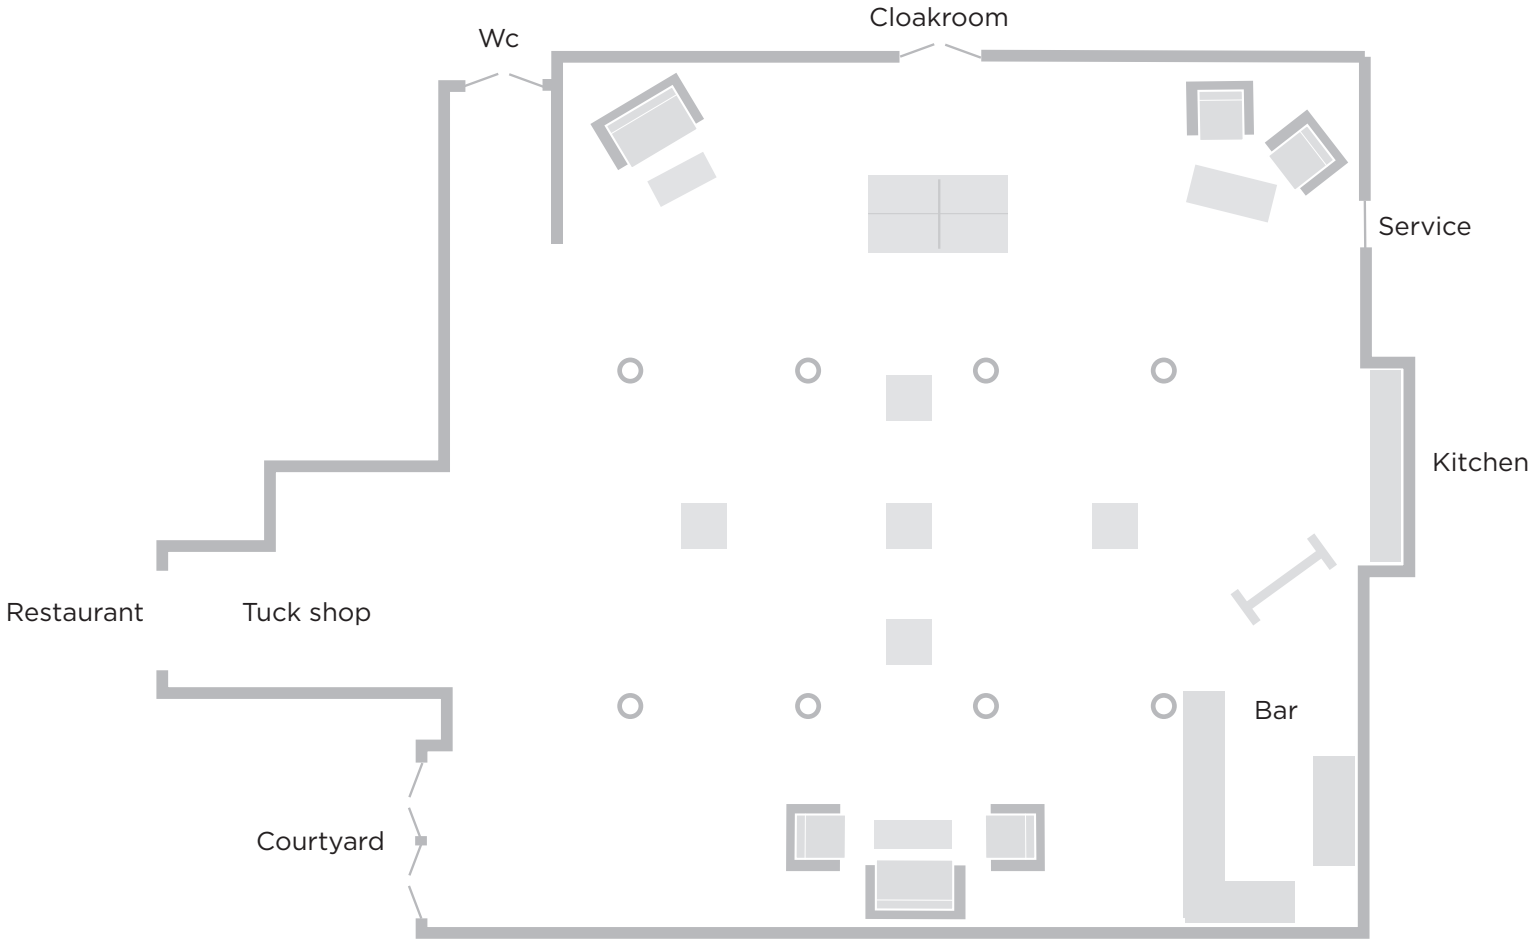 Cloakroom
Wc
Service
Kitchen
Restaurant
Tuck shop
Bar
Courtyard